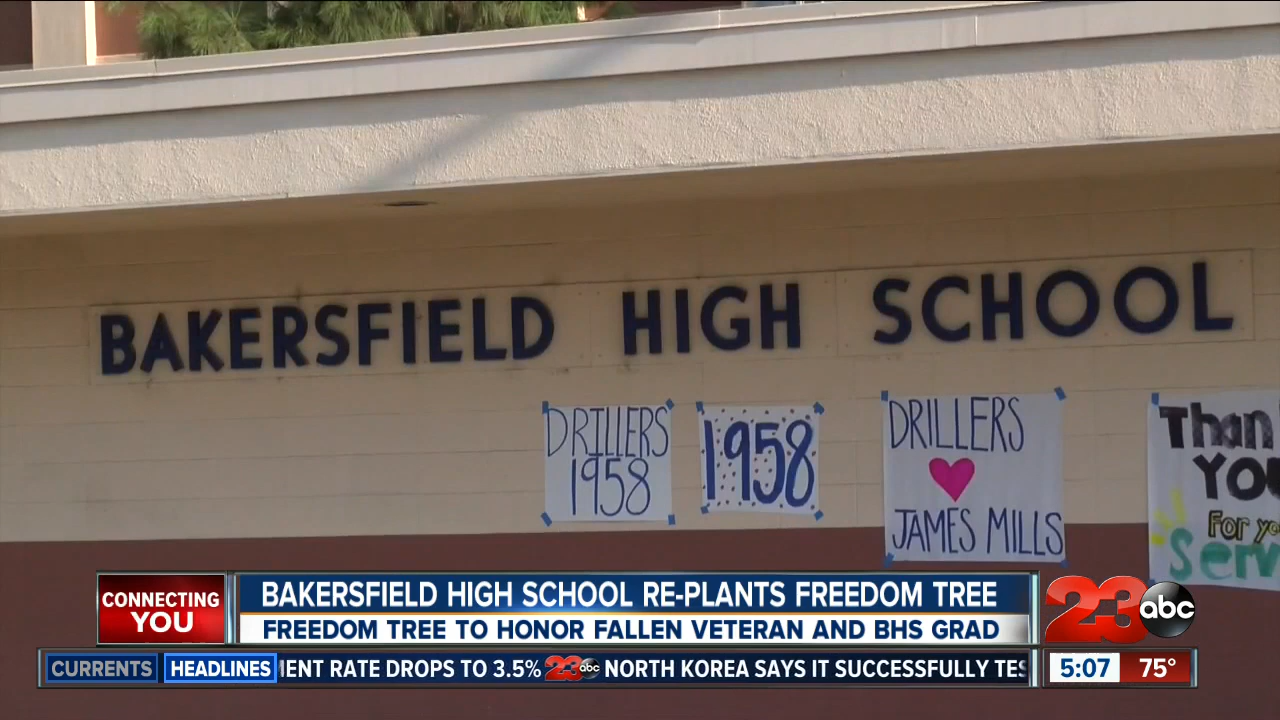 BAKERSFIELD HIGH SCHOOL
DRILLERS
1958
1958
DRILLERS
JAMES MILLS
Than
YOU
For yo
Serv
CONNECTING
YOU
BAKERSFIELD HIGH SCHOOL RE-PLANTS FREEDOM TREE
FREEDOM TREE TO HONOR FALLEN VETERAN AND BHS GRAD
23 abc
CURRENTS HEADLINES MENT RATE DROPS TO 3.5% 23 abc NORTH KOREA SAYS IT SUCCESSFULLY TES
5:07 75°